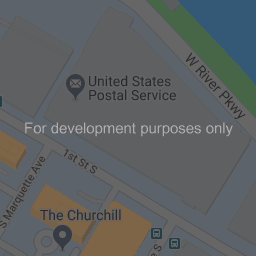 W River Pkwy
United States
Postal Service
For development purposes only
1st St S
S Marquette Ave
The Churchill